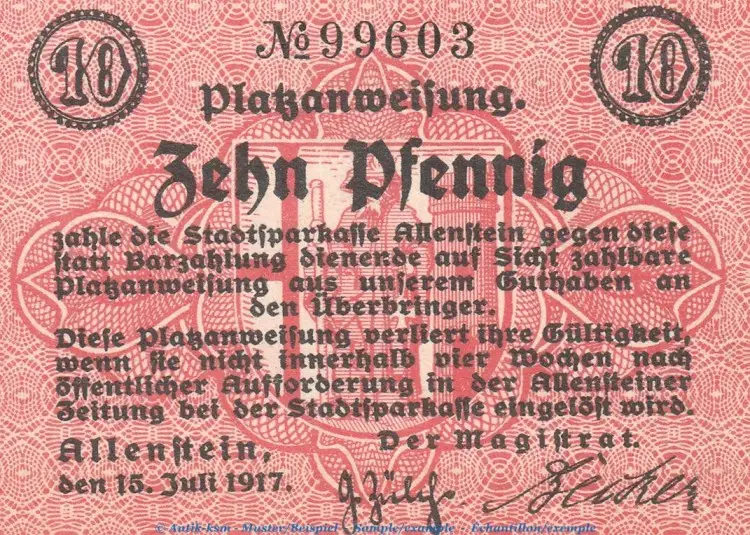 10 № 99603 10
Platzanweisung.
Zehn Pfennig
zahle die Stadtsparkasse Allenstein gegen diese
statt Barzahlung dienende auf Sicht zahlbare
Platzanweisung aus unserem Guthaben an
den Überbringer.
Diese Platzanweisung verliert ihre Gültigkeit,
wenn sie nicht innerhalb vier Wochen nach
öffentlicher Aufforderung in der Allensteiner
Zeitung bei der Stadtsparkasse eingelöst wird.
Allenstein, Der Magistrat.
den 15. Juli 1917. G. Zülch
© Antik-ksm - Muster/Beispiel - Sample/example - Echantillon/exemple